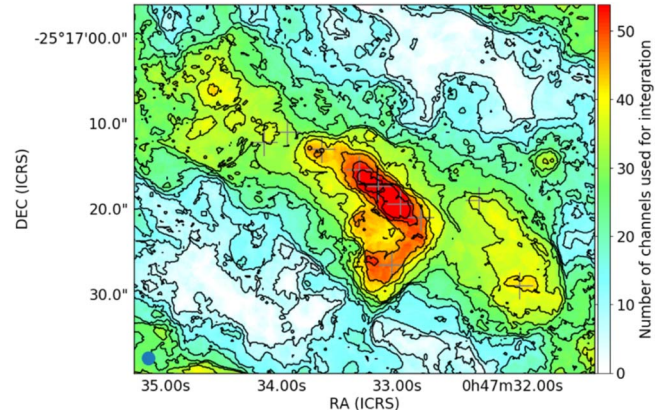 -25°17'00.0"
10.0"
20.0"
30.0"
DEC (ICRS)
35.00s 34.00s 33.00s 0h47m32.00s
RA (ICRS)
50
40
30
20
10
0
Number of channels used for integration